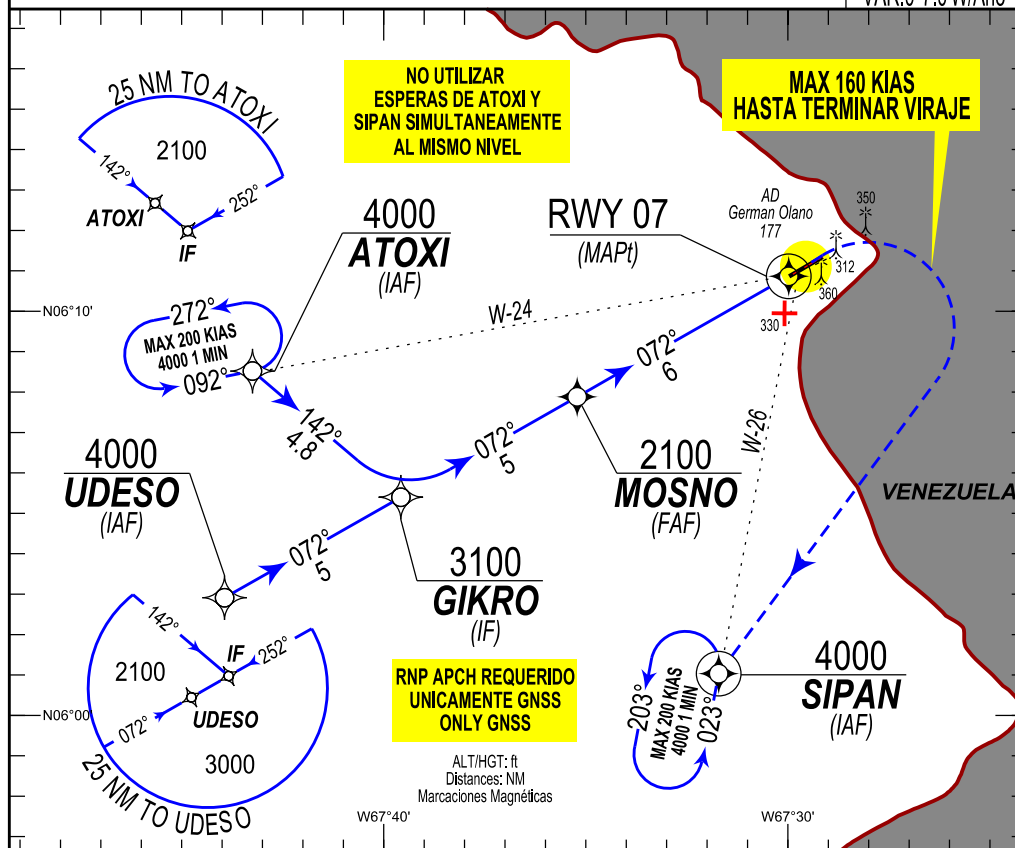 25 NM TO ATOXI
2100
142°
252°
ATOXI
IF
NO UTILIZAR
ESPERAS DE ATOXI Y
SIPAN SIMULTANEAMENTE
AL MISMO NIVEL
MAX 160 KIAS
HASTA TERMINAR VIRAJE
4000
ATOXI
(IAF)
RWY 07
(MAPt)
AD
German Olano
177
350
312
360
330
N06°10'
272°
MAX 200 KIAS
4000 1 MIN
092°
W-24
072°
6
142°
4.8
072°
5
W-26
4000
UDESO
(IAF)
2100
MOSNO
(FAF)
VENEZUELA
072°
5
3100
GIKRO
(IF)
142°
IF
252°
2100
UDESO
072°
3000
25 NM TO UDESO
N06°00'
RNP APCH REQUERIDO
UNICAMENTE GNSS
ONLY GNSS
203°
MAX 200 KIAS
4000 1 MIN
023°
4000
SIPAN
(IAF)
ALT/HGT: ft
Distances: NM
Marcaciones Magnéticas
W67°40'
W67°30'